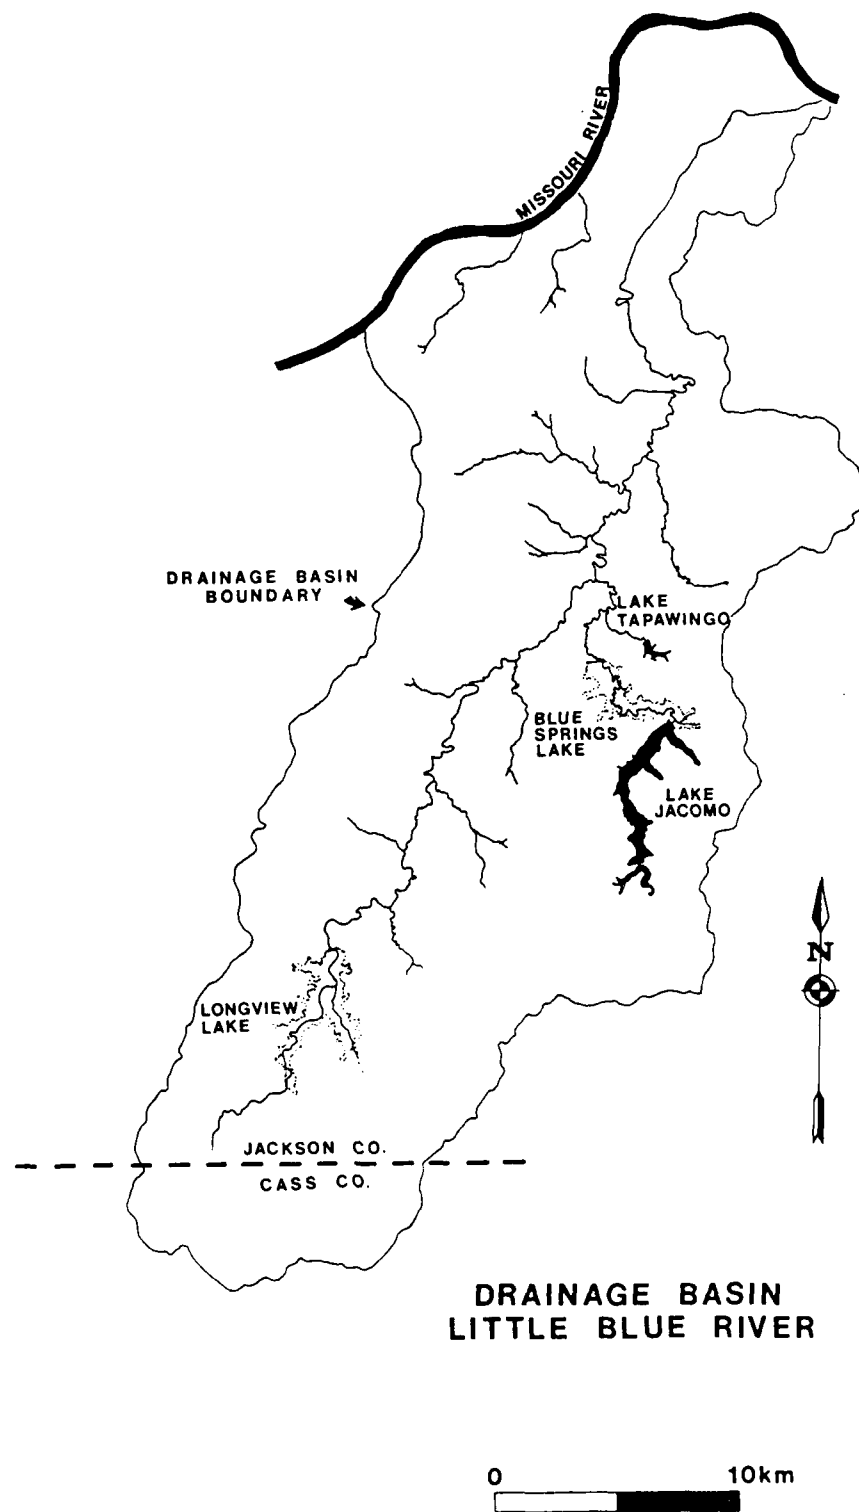 MISSOURI RIVER
DRAINAGE BASIN
BOUNDARY
LAKE
TAPAWINGO
BLUE
SPRINGS
LAKE
LAKE
JACOMO
N
LONGVIEW
LAKE
JACKSON CO.
CASS CO.
DRAINAGE BASIN
LITTLE BLUE RIVER
0 10km